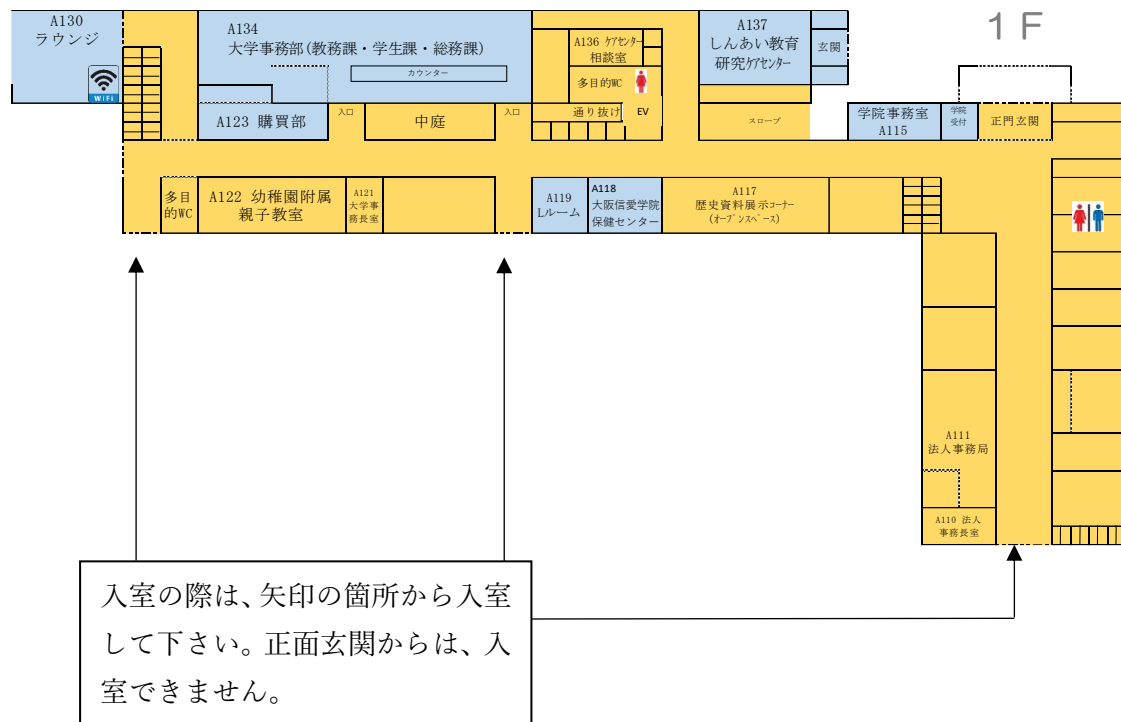 1F
A130
ラウンジ
WiFi
A134
大学事務部(教務課・学生課・総務課)
カウンター
A136 ケアセンター
相談室
多目的WC
A137
しんあい教育
研究ケアセンター
玄関
A123 購買部
入口
中庭
入口
通り抜け
EV
スロープ
学院事務室
A115
学院
受付
正門玄関
多目
的WC
A122 幼稚園附属
親子教室
A121
大学事
務長室
A119
Lルーム
A118
大阪信愛学院
保健センター
A117
歴史資料展示コーナー
(オープンスペース)
A111
法人事務局
A110 法人
事務長室
入室の際は、矢印の箇所から入室
して下さい。正面玄関からは、入
室できません。